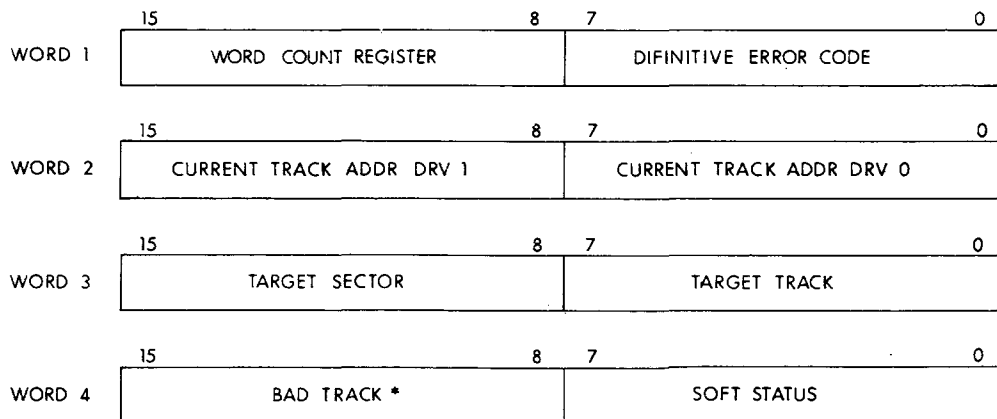 15 8 7 0
WORD 1 WORD COUNT REGISTER DIFINITIVE ERROR CODE
15 8 7 0
WORD 2 CURRENT TRACK ADDR DRV 1 CURRENT TRACK ADDR DRV 0
15 8 7 0
WORD 3 TARGET SECTOR TARGET TRACK
15 8 7 0
WORD 4 BAD TRACK * SOFT STATUS